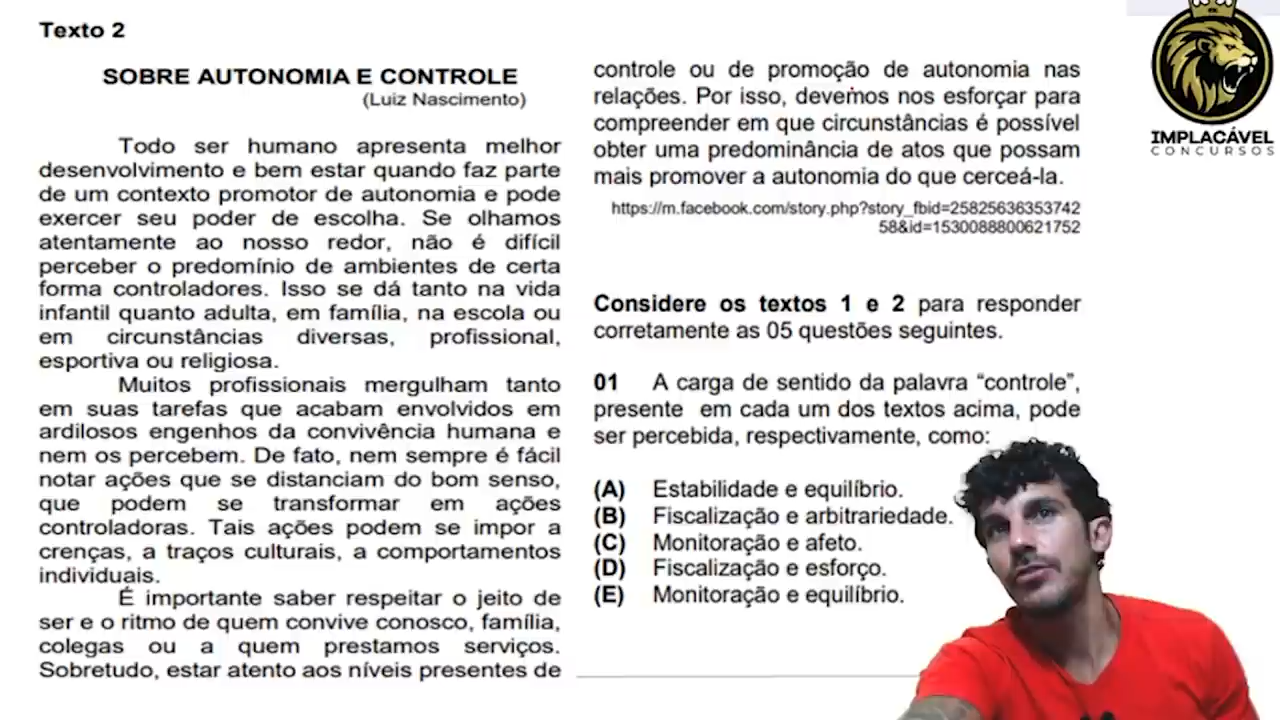 Texto 2
SOBRE AUTONOMIA E CONTROLE
(Luiz Nascimento)
Todo ser humano apresenta melhor
desenvolvimento e bem estar quando faz parte
de um contexto promotor de autonomia e pode
exercer seu poder de escolha. Se olhamos
atentamente ao nosso redor, não é difícil
perceber o predomínio de ambientes de certa
forma controladores. Isso se dá tanto na vida
infantil quanto adulta, em família, na escola ou
em circunstâncias diversas, profissional,
esportiva ou religiosa.
Muitos profissionais mergulham tanto
em suas tarefas que acabam envolvidos em
ardilosos engenhos da convivência humana e
nem os percebem. De fato, nem sempre é fácil
notar ações que se distanciam do bom senso,
que podem se transformar em ações
controladoras. Tais ações podem se impor a
crenças, a traços culturais, a comportamentos
individuais.
É importante saber respeitar o jeito de
ser e o ritmo de quem convive conosco, família,
colegas ou a quem prestamos serviços.
Sobretudo, estar atento aos níveis presentes de
controle ou de promoção de autonomia nas
relações. Por isso, devemos nos esforçar para
compreender em que circunstâncias é possível
obter uma predominância de atos que possam
mais promover a autonomia do que cerceá-la.
https://m.facebook.com/story.php?story_fbid=25825636353742
58&id=1530088800621752
Considere os textos 1 e 2 para responder
corretamente as 05 questões seguintes.
01 A carga de sentido da palavra “controle”,
presente em cada um dos textos acima, pode
ser percebida, respectivamente, como:
(A) Estabilidade e equilíbrio.
(B) Fiscalização e arbitrariedade.
(C) Monitoração e afeto.
(D) Fiscalização e esforço.
(E) Monitoração e equilíbrio.
IMPLACÁVEL
CONCURSOS